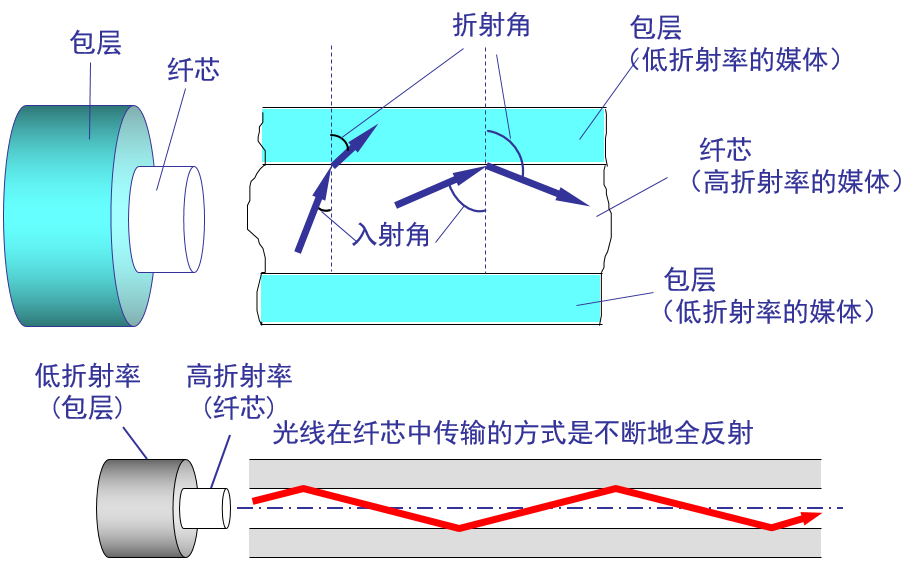 包层
纤芯
折射角
包层
（低折射率的媒体）
纤芯
（高折射率的媒体）
入射角
包层
（低折射率的媒体）
低折射率
（包层）
高折射率
（纤芯）
光线在纤芯中传输的方式是不断地全反射